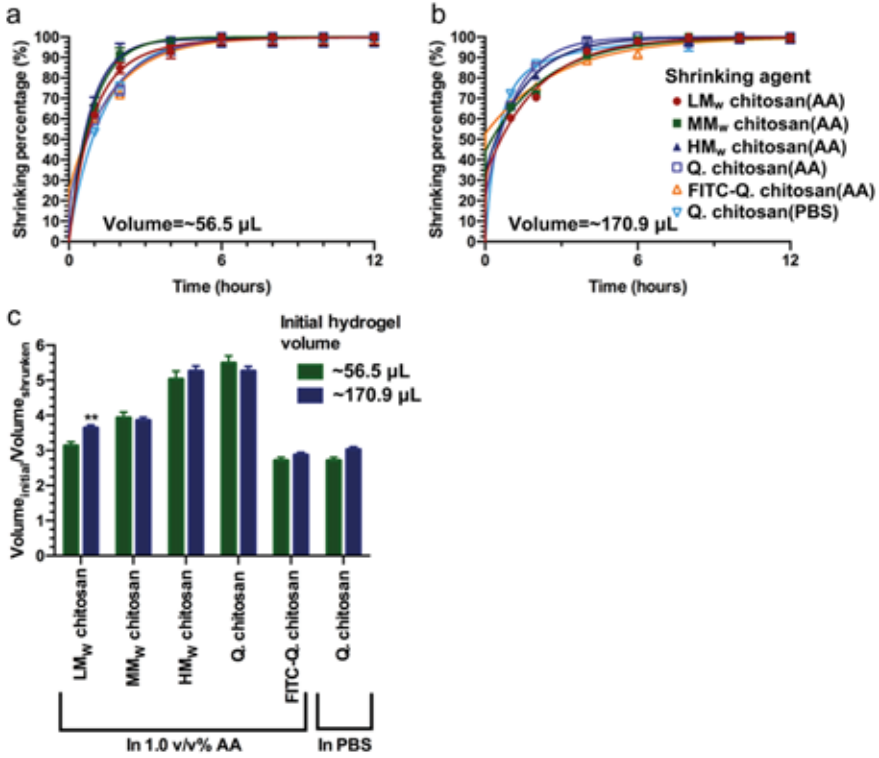 a
Shrinking percentage (%)
100
90
80
70
60
50
40
30
20
10
0
Volume=~56.5 µL
0
4
8
12
Time (hours)
b
Shrinking percentage (%)
100
90
80
70
60
50
40
30
20
10
0
Volume=~170.9 µL
0
4
8
12
Time (hours)
Shrinking agent
LMw chitosan(AA)
MMw chitosan(AA)
HMw chitosan(AA)
Q. chitosan(AA)
FITC-Q. chitosan(AA)
Q. chitosan(PBS)
c
Volumeinitial/Volumeshrunken
6
5
4
3
2
1
0
**
Initial hydrogel
volume
~56.5 µL
~170.9 µL
LMW chitosan
MMW chitosan
HMW chitosan
Q. chitosan
FITC-Q. chitosan
Q. chitosan
In 1.0 v/v% AA
In PBS